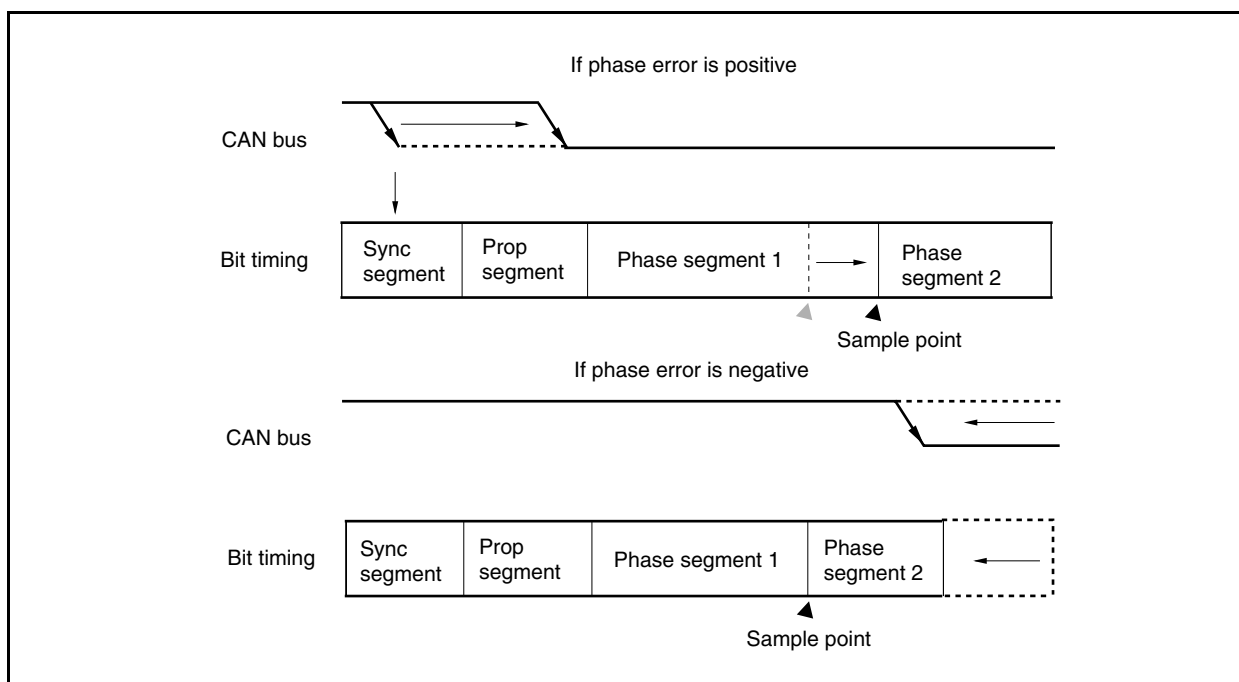 If phase error is positive
CAN bus
Bit timing
Sync
segment
Prop
segment
Phase segment 1
Phase
segment 2
Sample point
If phase error is negative
CAN bus
Bit timing
Sync
segment
Prop
segment
Phase segment 1
Phase
segment 2
Sample point